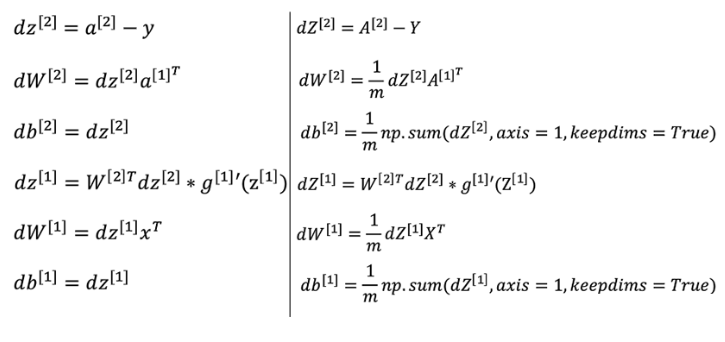 dz^{[2]} = a^{[2]} − y
dW^{[2]} = dz^{[2]}a^{[1]^T}
db^{[2]} = dz^{[2]}
dz^{[1]} = W^{[2]T}dz^{[2]} * g^{[1]}′(z^{[1]})
dW^{[1]} = dz^{[1]}x^T
db^{[1]} = dz^{[1]}
dZ^{[2]} = A^{[2]} − Y
dW^{[2]} = \frac{1}{m} dZ^{[2]}A^{[1]^T}
db^{[2]} = \frac{1}{m} np.sum(dZ^{[2]}, axis = 1, keepdims = True)
dZ^{[1]} = W^{[2]T}dZ^{[2]} * g^{[1]}′(Z^{[1]})
dW^{[1]} = \frac{1}{m} dZ^{[1]}X^T
db^{[1]} = \frac{1}{m} np.sum(dZ^{[1]}, axis = 1, keepdims = True)